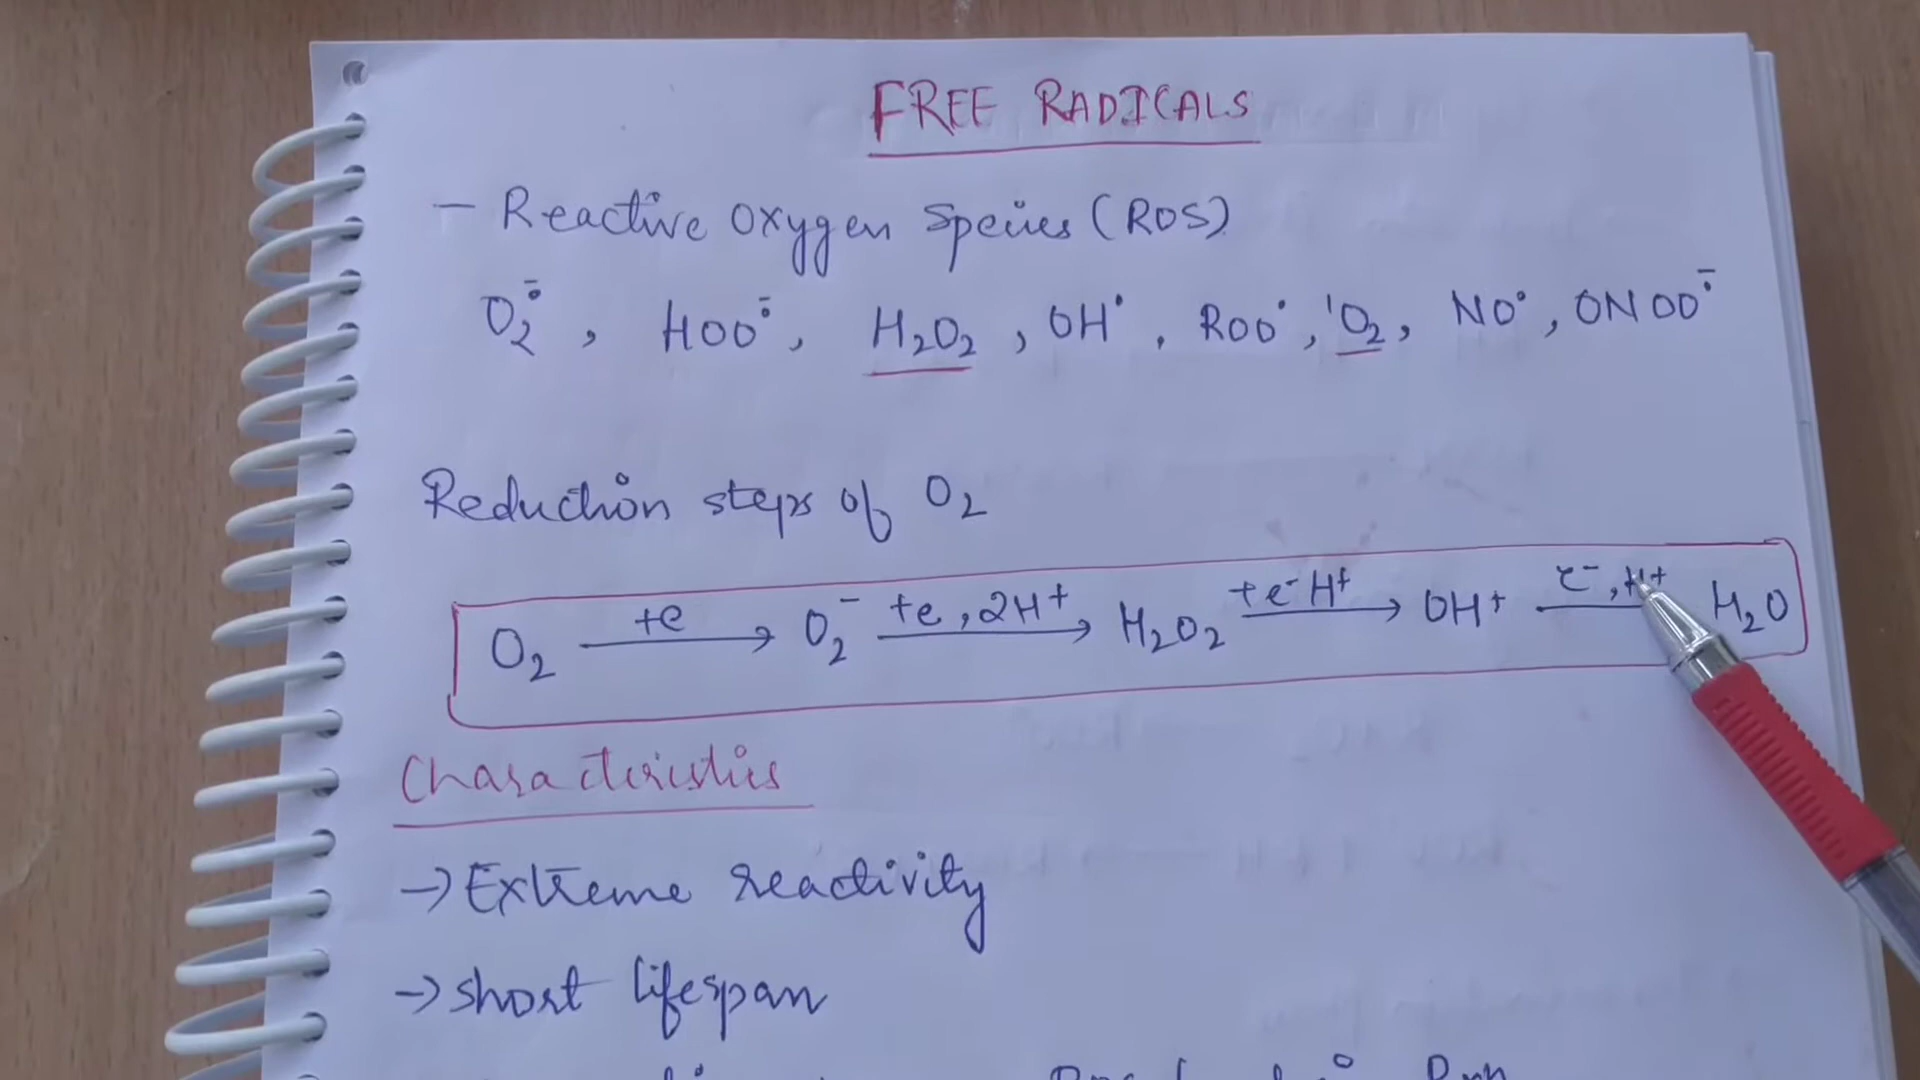 FREE RADICALS
- Reactive oxygen species (ROS)
O₂⁻•, HOO⁻•, H₂O₂, OH•, ROO•, ¹O₂, NO•, ONOO⁻•
Reduction steps of O₂
O₂ —+e→ O₂⁻ —+e, 2H⁺→ H₂O₂ —+e⁻ H⁺→ OH+ —e⁻, H⁺→ H₂O
Characteristics
→ Extreme reactivity
→ short lifespan